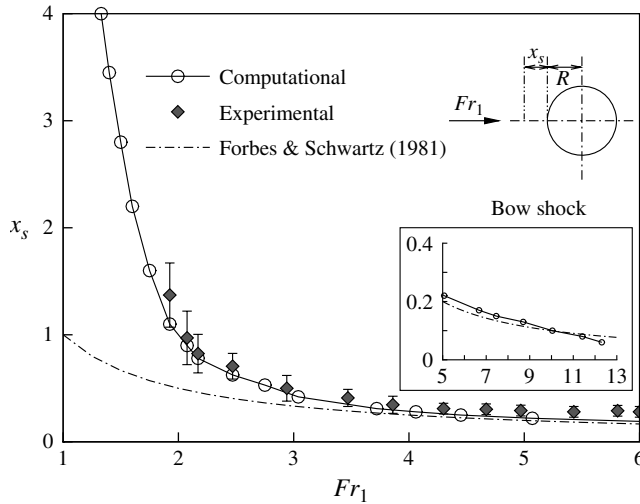 4
3
2
1
0
x_s
1 2 3 4 5 6
Fr_1
Computational
Experimental
Forbes & Schwartz (1981)
x_s
R
Fr_1
Bow shock
0.4
0.2
0
5 7 9 11 13